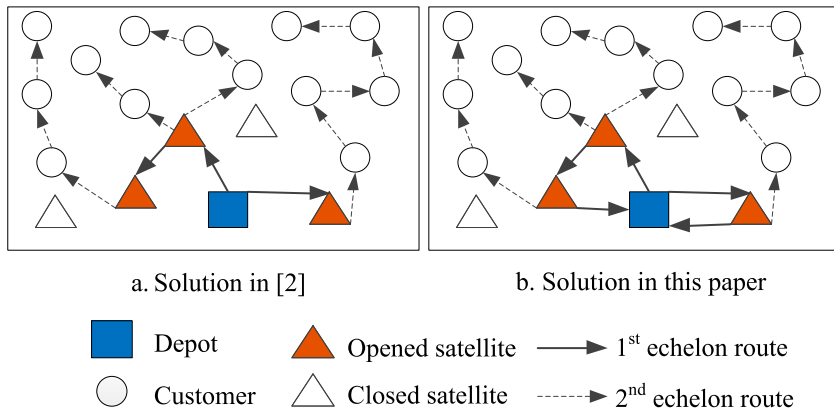 a. Solution in [2]
b. Solution in this paper
Depot
Opened satellite
1st echelon route
Customer
Closed satellite
2nd echelon route